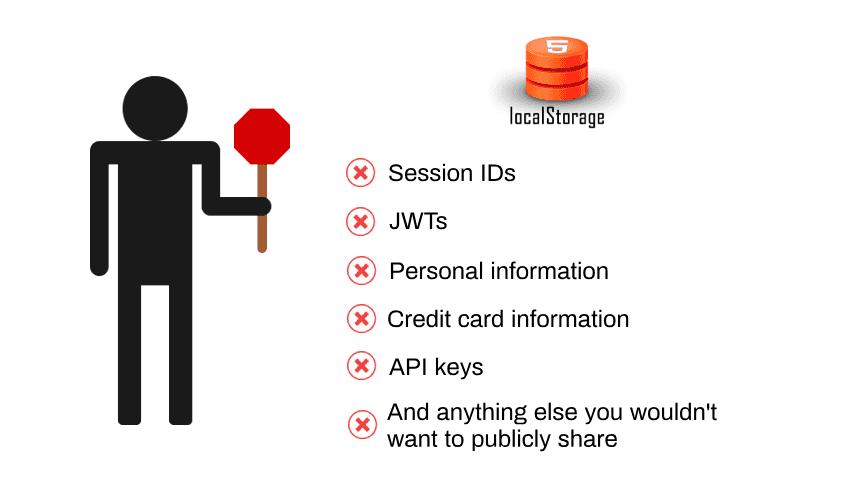 5
localStorage
Session IDs
JWTs
Personal information
Credit card information
API keys
And anything else you wouldn't
want to publicly share